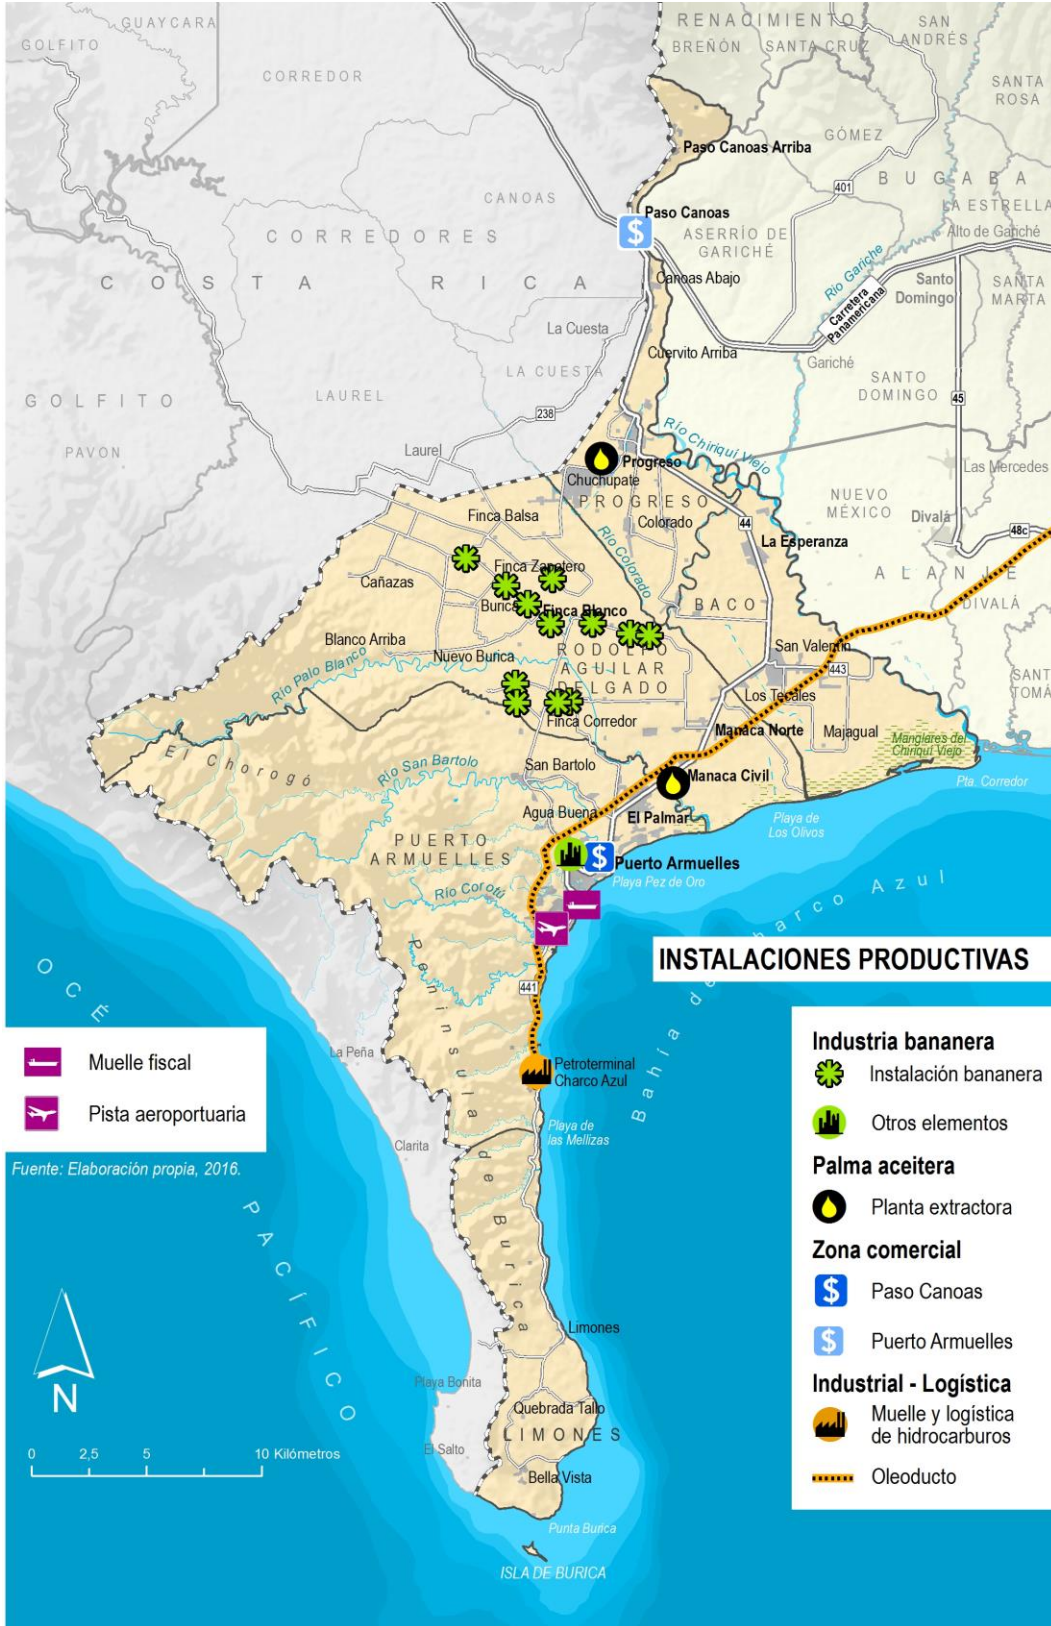 GUAYCARA
GOLFITO
CORREDOR
RENACIMIENTO
BREÑÓN
SANTA CRUZ
SAN
ANDRÉS
SANTA
ROSA
GÓMEZ
Paso Canoas Arriba
401
BUGABA
CANOAS
Paso Canoas
LA ESTRELLA
CORREDORES
ASERRÍO DE
GARICHÉ
Alto de Gariché
Río Gariche
COSTA RICA
Canoas Abajo
Santo
Domingo
SANTA
MARTA
Carretera
Panamericana
La Cuesta
Cuervito Arriba
Gariché
LA CUESTA
SANTO
DOMINGO
LAUREL
45
GOLFITO
238
PAVON
Laurel
Río Chiriquí Viejo
Progreso
Las Mercedes
Chuchupate
PROGRESO
NUEVO
MÉXICO
Finca Balsa
Colorado
44
Divalá
48c
La Esperanza
Río Colorado
Finca Zapatero
Cañazas
ALANJE
Burica
Finca Blanco
BACO
DIVALÁ
Blanco Arriba
Nuevo Burica
RODOLFO
AGUILAR
DELGADO
San Valentín
443
Río Palo Blanco
SANTO
TOMÁ
Los Tecales
Finca Corredor
Manaca Norte
Majagual
Manglares del
Chiriquí Viejo
El Chorogó
Río San Bartolo
San Bartolo
Manaca Civil
Pta. Corredor
Agua Buena
El Palmar
Playa de
Los Olivos
PUERTO
ARMUELLES
Puerto Armuelles
Río Corotú
Playa Pez de Oro
Bahía de Charco Azul
Península de Burica
INSTALACIONES PRODUCTIVAS
OCÉANO PACÍFICO
441
Industria bananera
Instalación bananera
Otros elementos
Palma aceitera
Planta extractora
Zona comercial
Paso Canoas
Puerto Armuelles
Industrial - Logística
Muelle y logística
de hidrocarburos
Oleoducto
Muelle fiscal
Pista aeroportuaria
Fuente: Elaboración propia, 2016.
La Peña
Petroterminal
Charco Azul
Playa de
las Mellizas
Clarita
Limones
Playa Bonita
Quebrada Tallo
El Salto
LIMONES
Bella Vista
Punta Burica
ISLA DE BURICA
N
0 2,5 5 10 Kilómetros